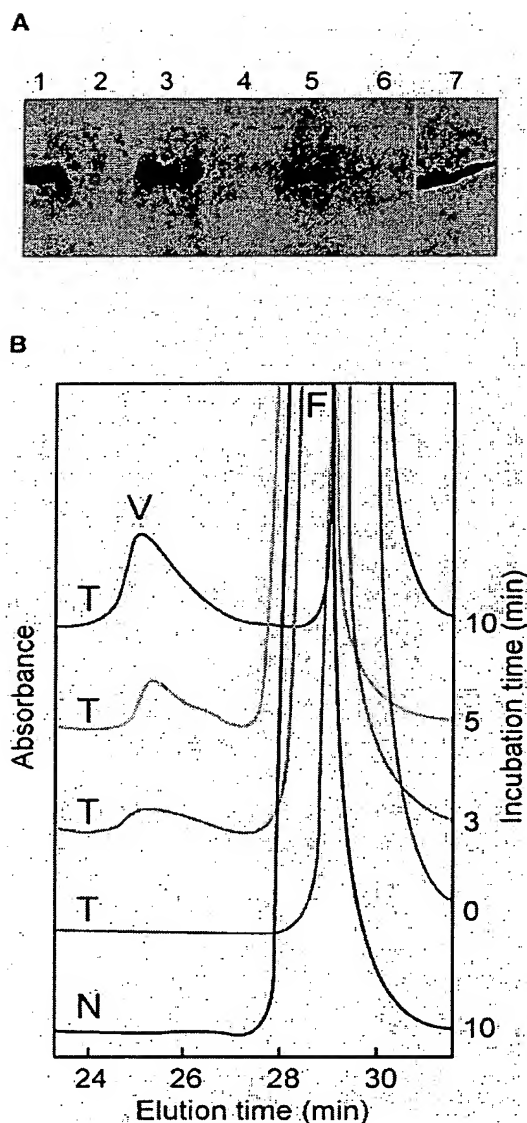 A
1 2 3 4 5 6 7
B
F
V
T 10
T 5
T 3
T 0
N 10
Absorbance
Incubation time (min)
24 26 28 30
Elution time (min)